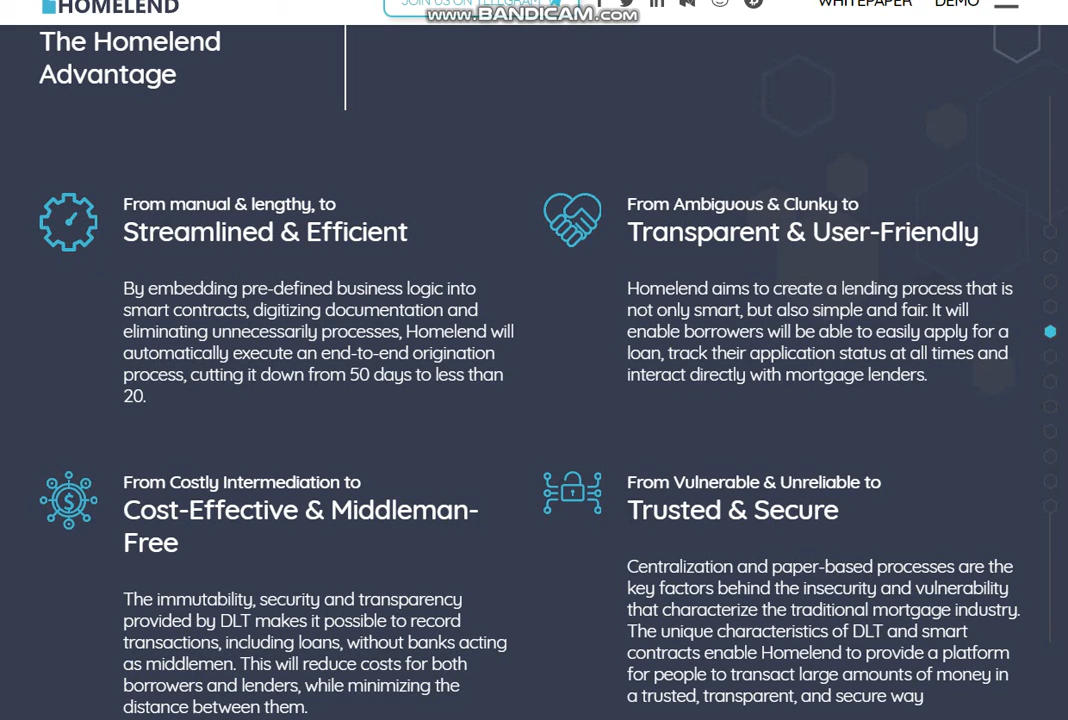 HOMELEND
JOIN US ON TELEGRAM
WHITEPAPER
DEMO
www.BANDICAM.com
The Homelend
Advantage
From manual & lengthy, to
Streamlined & Efficient
By embedding pre-defined business logic into
smart contracts, digitizing documentation and
eliminating unnecessarily processes, Homelend will
automatically execute an end-to-end origination
process, cutting it down from 50 days to less than
20.
From Ambiguous & Clunky to
Transparent & User-Friendly
Homelend aims to create a lending process that is
not only smart, but also simple and fair. It will
enable borrowers will be able to easily apply for a
loan, track their application status at all times and
interact directly with mortgage lenders.
From Costly Intermediation to
Cost-Effective & Middleman-
Free
The immutability, security and transparency
provided by DLT makes it possible to record
transactions, including loans, without banks acting
as middlemen. This will reduce costs for both
borrowers and lenders, while minimizing the
distance between them.
From Vulnerable & Unreliable to
Trusted & Secure
Centralization and paper-based processes are the
key factors behind the insecurity and vulnerability
that characterize the traditional mortgage industry.
The unique characteristics of DLT and smart
contracts enable Homelend to provide a platform
for people to transact large amounts of money in
a trusted, transparent, and secure way